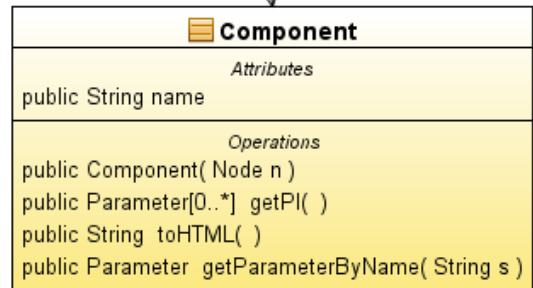 Component
Attributes
public String name
Operations
public Component( Node n )
public Parameter[0..*]  getPI( )
public String  toHTML( )
public Parameter  getParameterByName( String s )